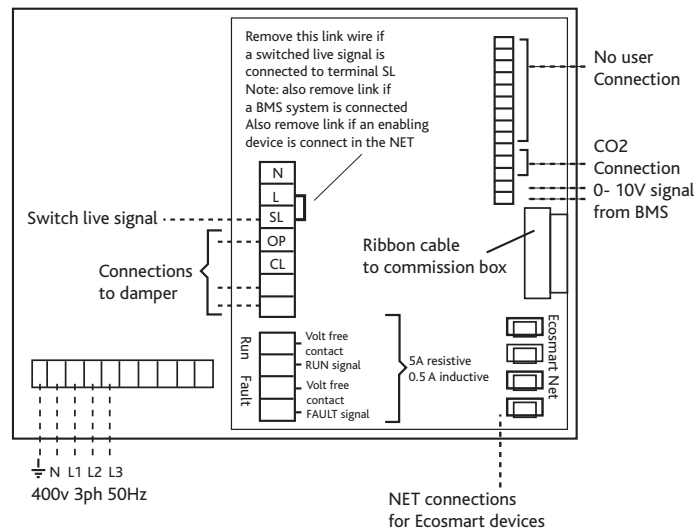 Remove this link wire if
a switched live signal is
connected to terminal SL
Note: also remove link if
a BMS system is connected
Also remove link if an enabling
device is connect in the NET
No user
Connection
CO2
Connection
0- 10V signal
from BMS
N
L
SL
OP
CL
Switch live signal
Connections
to damper
Ribbon cable
to commission box
Run
Fault
Volt free
contact
RUN signal
Volt free
contact
FAULT signal
5A resistive
0.5 A inductive
Ecosmart Net
N L1 L2 L3
400v 3ph 50Hz
NET connections
for Ecosmart devices